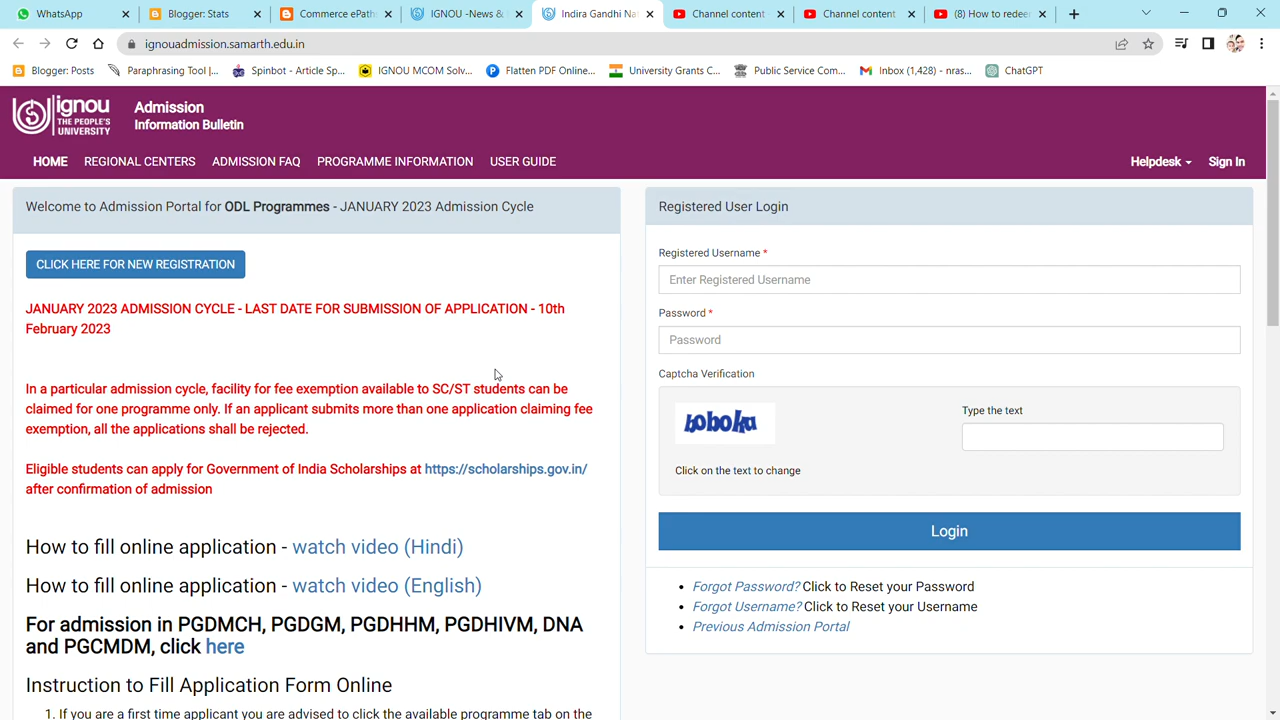 WhatsApp
Blogger: Stats
Commerce ePaths
IGNOU -News &
Indira Gandhi Na
Channel content
Channel content
(8) How to redee
ignouadmission.samarth.edu.in
Blogger: Posts
Paraphrasing Tool |...
Spinbot - Article Sp...
IGNOU MCOM Solv...
Flatten PDF Online...
University Grants C...
Public Service Com...
Inbox (1,428) - nras...
ChatGPT
ignou
THE PEOPLE'S
UNIVERSITY
Admission
Information Bulletin
HOME
REGIONAL CENTERS
ADMISSION FAQ
PROGRAMME INFORMATION
USER GUIDE
Helpdesk
Sign In
Welcome to Admission Portal for ODL Programmes - JANUARY 2023 Admission Cycle
CLICK HERE FOR NEW REGISTRATION
JANUARY 2023 ADMISSION CYCLE - LAST DATE FOR SUBMISSION OF APPLICATION - 10th
February 2023
In a particular admission cycle, facility for fee exemption available to SC/ST students can be
claimed for one programme only. If an applicant submits more than one application claiming fee
exemption, all the applications shall be rejected.
Eligible students can apply for Government of India Scholarships at https://scholarships.gov.in/
after confirmation of admission
How to fill online application - watch video (Hindi)
How to fill online application - watch video (English)
For admission in PGDMCH, PGDGM, PGDHHM, PGDHIVM, DNA
and PGCMDM, click here
Instruction to Fill Application Form Online
1. If you are a first time applicant you are advised to click the available programme tab on the
Registered User Login
Registered Username *
Enter Registered Username
Password *
Password
Captcha Verification
boboka
Click on the text to change
Type the text
Login
Forgot Password? Click to Reset your Password
Forgot Username? Click to Reset your Username
Previous Admission Portal